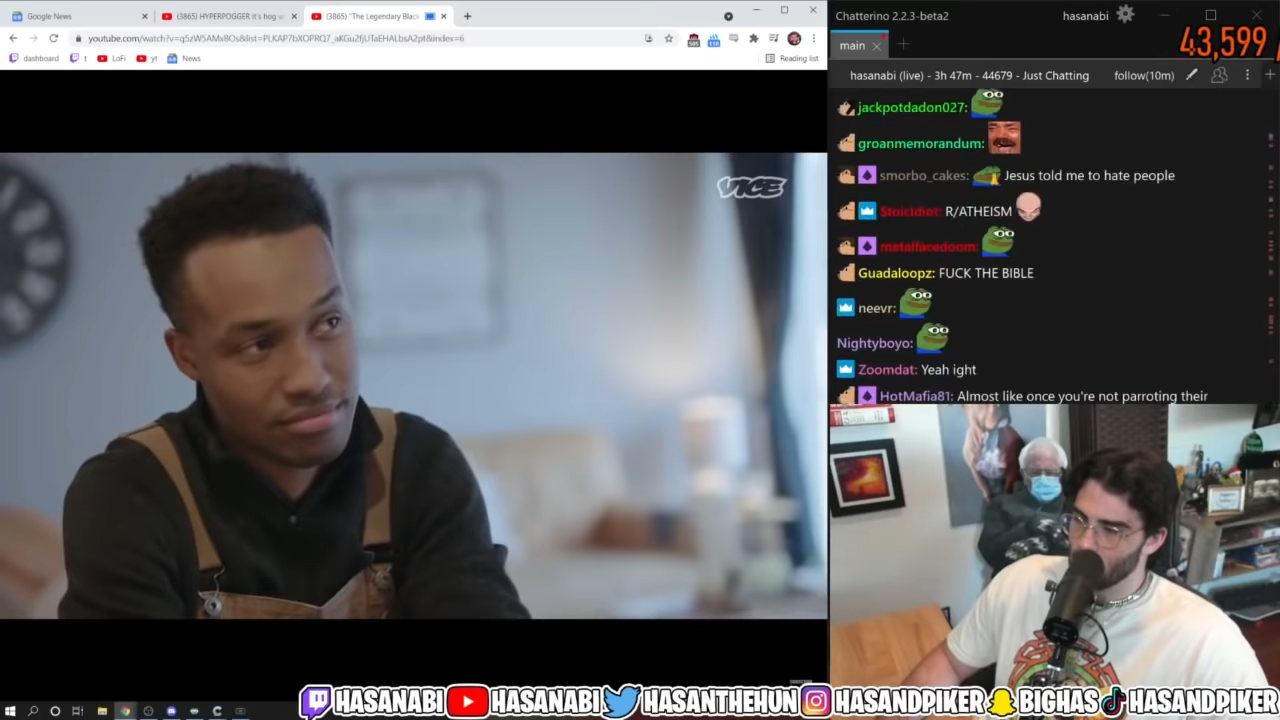 Google News
(3865) HYPERPOGGER it's hog w
(3865) "The Legendary Black
youtube.com/watch?v=q5zW5AMxBOs&list=PLKAP7bXOPRQ7_aKGu2fjUTaEHALbsA2pt&index=6
dashboard
t
LoFi
yt
News
Reading list
VICE
Chatterino 2.2.3-beta2
hasanabi
43,599
main
hasanabi (live) - 3h 47m - 44679 - Just Chatting
follow(10m)
jackpotdadon027:
groanmemorandum:
smorbo_cakes: Jesus told me to hate people
StoicIdiot: R/ATHEISM
metalfacedoom:
Guadaloopz: FUCK THE BIBLE
neevr:
Nightyboyo:
Zoomdat: Yeah ight
HotMafia81: Almost like once you're not parroting their
HASANABI HASANABI HASANTHEHUN HASANDPIKER BIGHAS HASANDPIKER